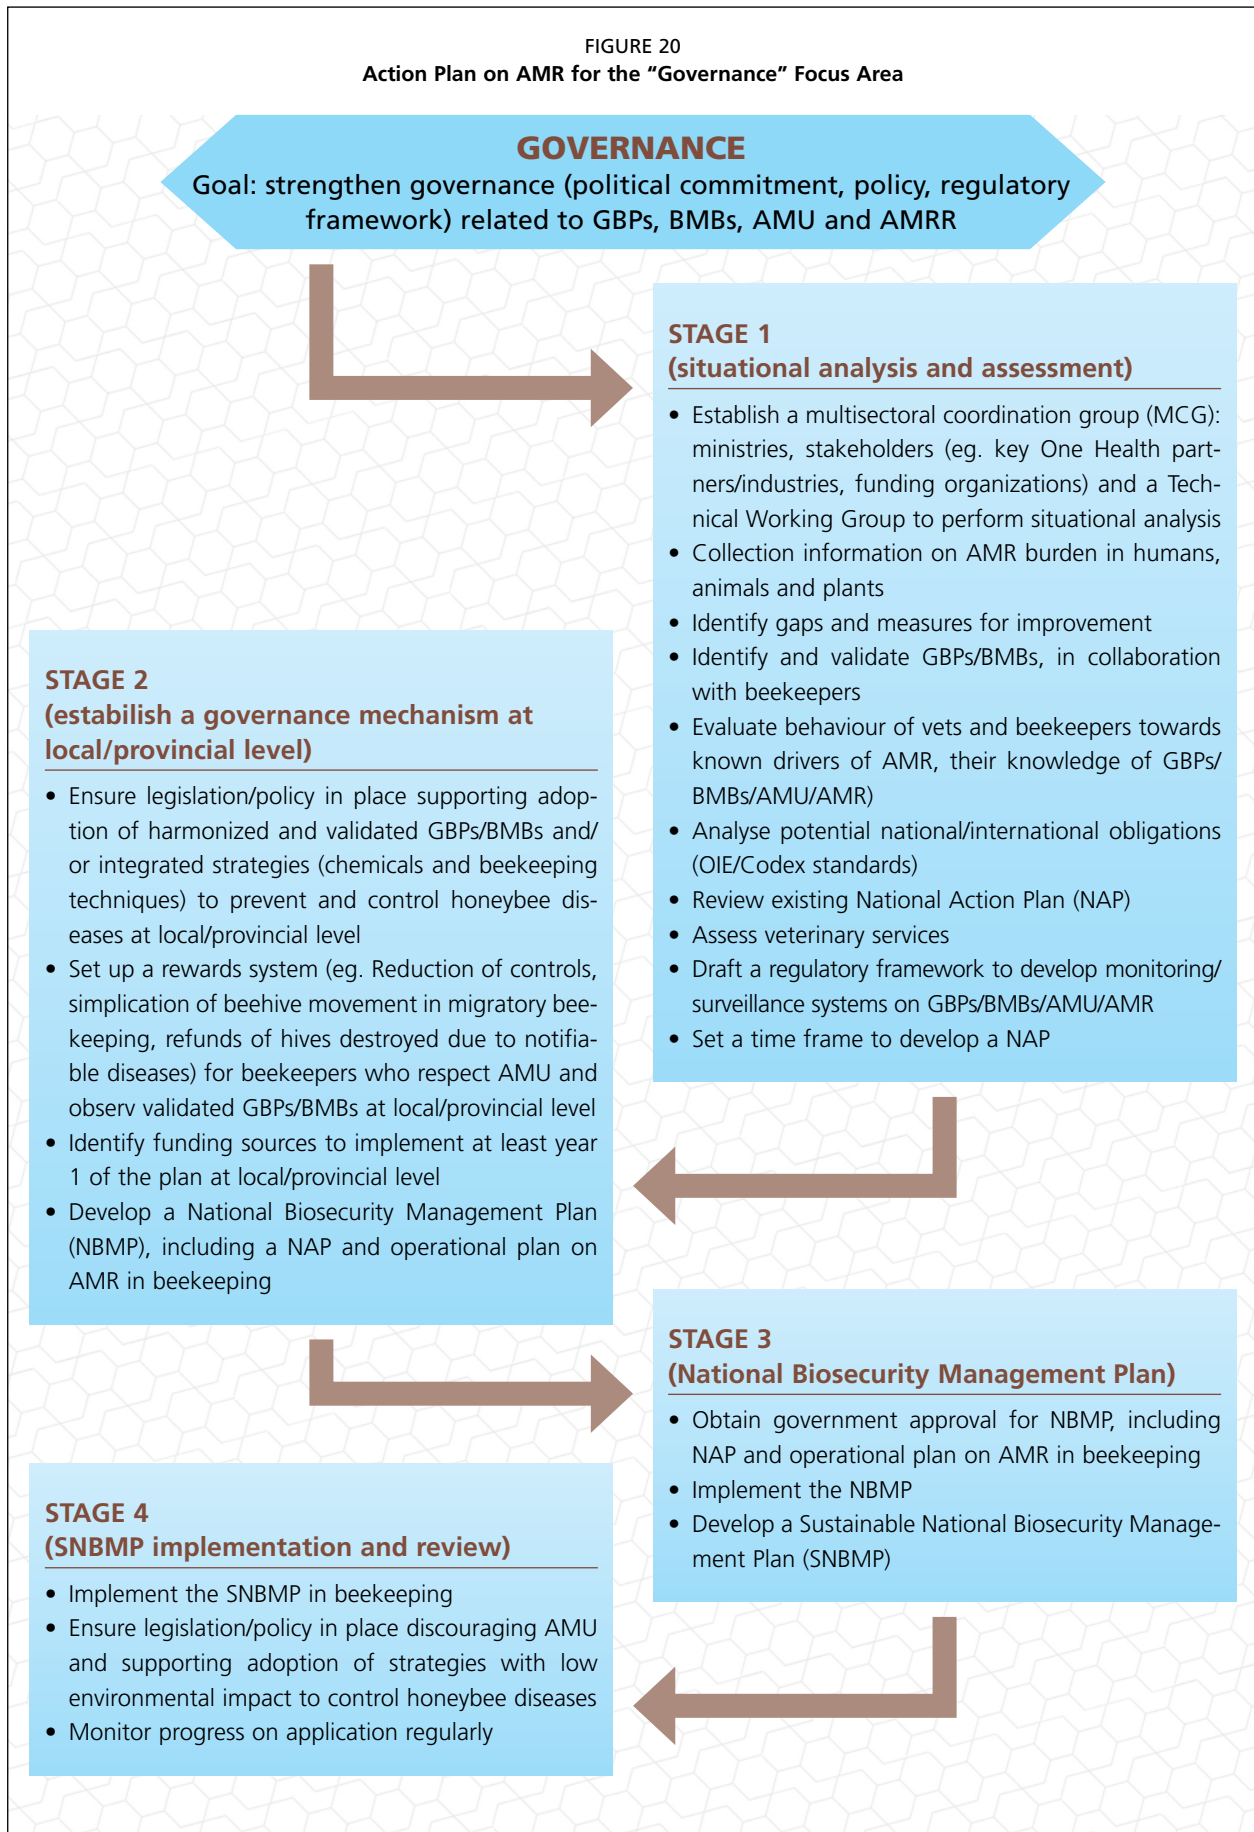 FIGURE 20
Action Plan on AMR for the “Governance” Focus Area
GOVERNANCE
Goal: strengthen governance (political commitment, policy, regulatory
framework) related to GBPs, BMBs, AMU and AMRR
STAGE 1
(situational analysis and assessment)
• Establish a multisectoral coordination group (MCG):
ministries, stakeholders (eg. key One Health part-
ners/industries, funding organizations) and a Tech-
nical Working Group to perform situational analysis
• Collection information on AMR burden in humans,
animals and plants
• Identify gaps and measures for improvement
• Identify and validate GBPs/BMBs, in collaboration
with beekeepers
• Evaluate behaviour of vets and beekeepers towards
known drivers of AMR, their knowledge of GBPs/
BMBs/AMU/AMR)
• Analyse potential national/international obligations
(OIE/Codex standards)
• Review existing National Action Plan (NAP)
• Assess veterinary services
• Draft a regulatory framework to develop monitoring/
surveillance systems on GBPs/BMBs/AMU/AMR
• Set a time frame to develop a NAP
STAGE 2
(estabilish a governance mechanism at
local/provincial level)
• Ensure legislation/policy in place supporting adop-
tion of harmonized and validated GBPs/BMBs and/
or integrated strategies (chemicals and beekeeping
techniques) to prevent and control honeybee dis-
eases at local/provincial level
• Set up a rewards system (eg. Reduction of controls,
simplication of beehive movement in migratory bee-
keeping, refunds of hives destroyed due to notifia-
ble diseases) for beekeepers who respect AMU and
observ validated GBPs/BMBs at local/provincial level
• Identify funding sources to implement at least year
1 of the plan at local/provincial level
• Develop a National Biosecurity Management Plan
(NBMP), including a NAP and operational plan on
AMR in beekeeping
STAGE 3
(National Biosecurity Management Plan)
• Obtain government approval for NBMP, including
NAP and operational plan on AMR in beekeeping
• Implement the NBMP
• Develop a Sustainable National Biosecurity Manage-
ment Plan (SNBMP)
STAGE 4
(SNBMP implementation and review)
• Implement the SNBMP in beekeeping
• Ensure legislation/policy in place discouraging AMU
and supporting adoption of strategies with low
environmental impact to control honeybee diseases
• Monitor progress on application regularly